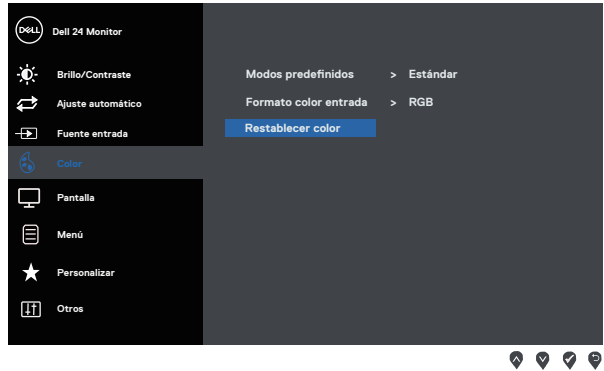 DELL Dell 24 Monitor
Brillo/Contraste
Ajuste automático
Fuente entrada
Color
Pantalla
Menú
Personalizar
Otros
Modos predefinidos > Estándar
Formato color entrada > RGB
Restablecer color